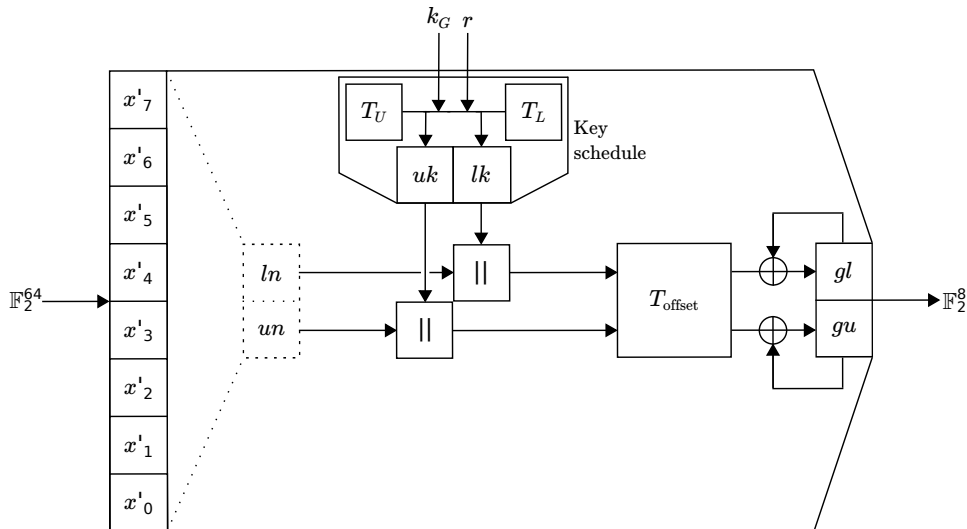 k_G r
x'_7 T_U T_L
Key
schedule
x'_6 uk lk
x'_5
x'_4 ln || gl
𝔽_2^64 T_offset 𝔽_2^8
x'_3 un || gu
x'_2
x'_1
x'_0